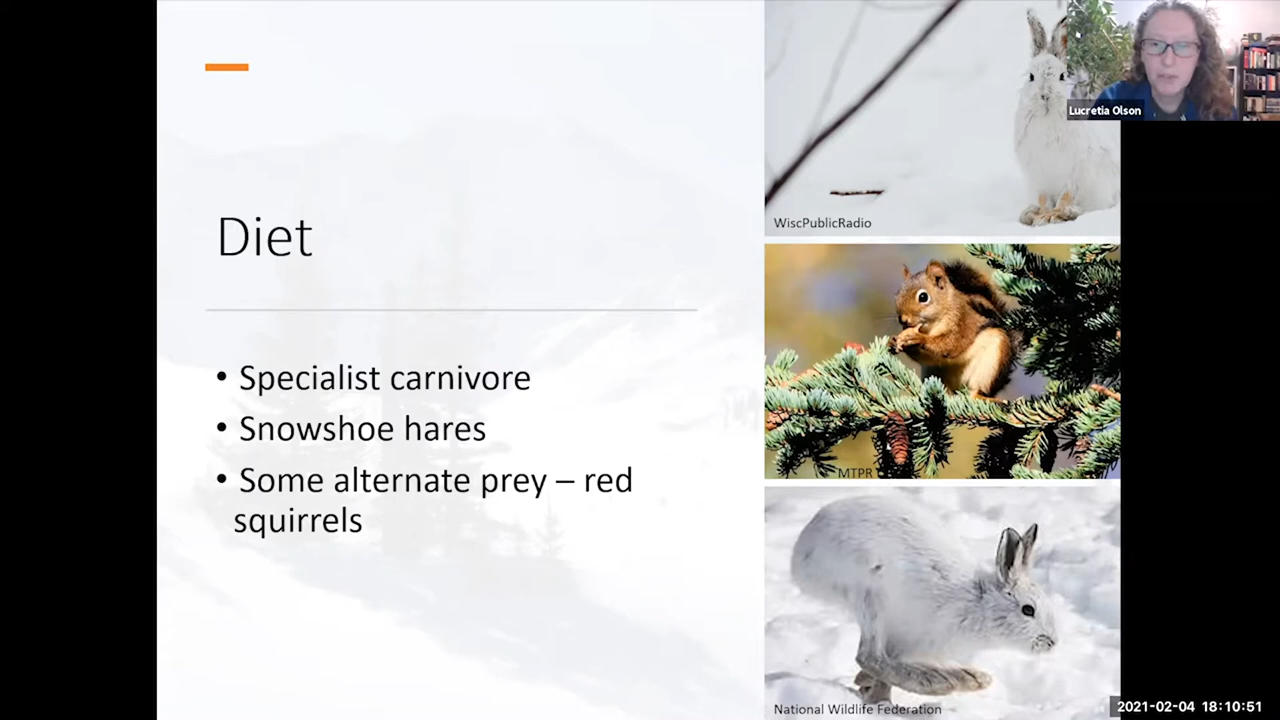 Diet
• Specialist carnivore
• Snowshoe hares
• Some alternate prey – red
squirrels
WiscPublicRadio
MTPR
National Wildlife Federation
Lucretia Olson
2021-02-04 18:10:51